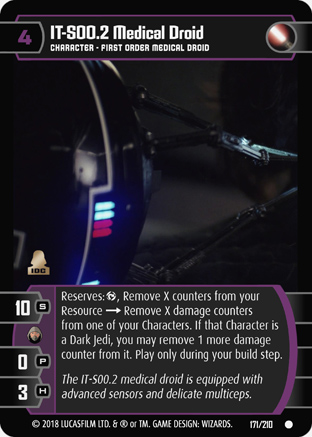 4
IT-S00.2 Medical Droid
CHARACTER - FIRST ORDER MEDICAL DROID
IDC
10 S
0 P
3 H
Reserves: , Remove X counters from your
Resource → Remove X damage counters
from one of your Characters. If that Character is
a Dark Jedi, you may remove 1 more damage
counter from it. Play only during your build step.
The IT-S00.2 medical droid is equipped with
advanced sensors and delicate multiceps.
© 2018 LUCASFILM LTD. & ® or TM. GAME DESIGN: WIZARDS. 171/210